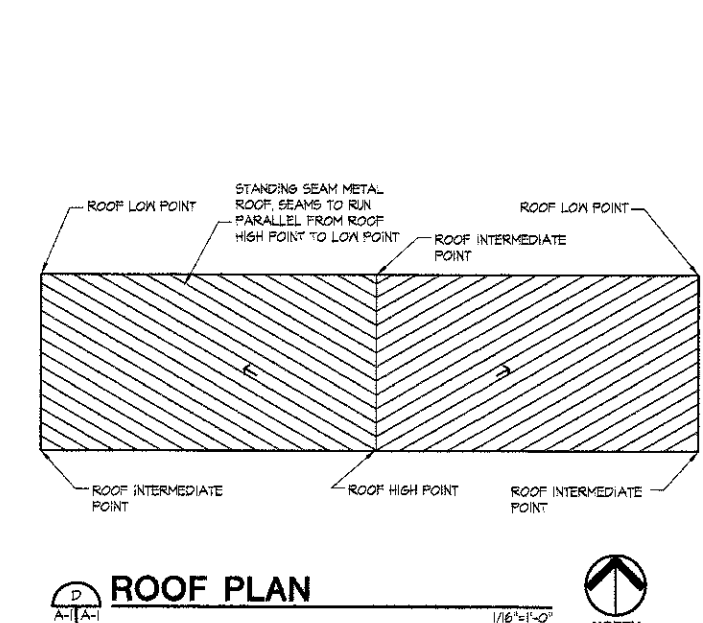 STANDING SEAM METAL
ROOF, SEAMS TO RUN
PARALLEL FROM ROOF
HIGH POINT TO LOW POINT
ROOF LOW POINT
ROOF LOW POINT
ROOF INTERMEDIATE
POINT
ROOF INTERMEDIATE
POINT
ROOF HIGH POINT
ROOF INTERMEDIATE
POINT
D
A-1 A-1
ROOF PLAN
1/16"=1'-0"
NORTH